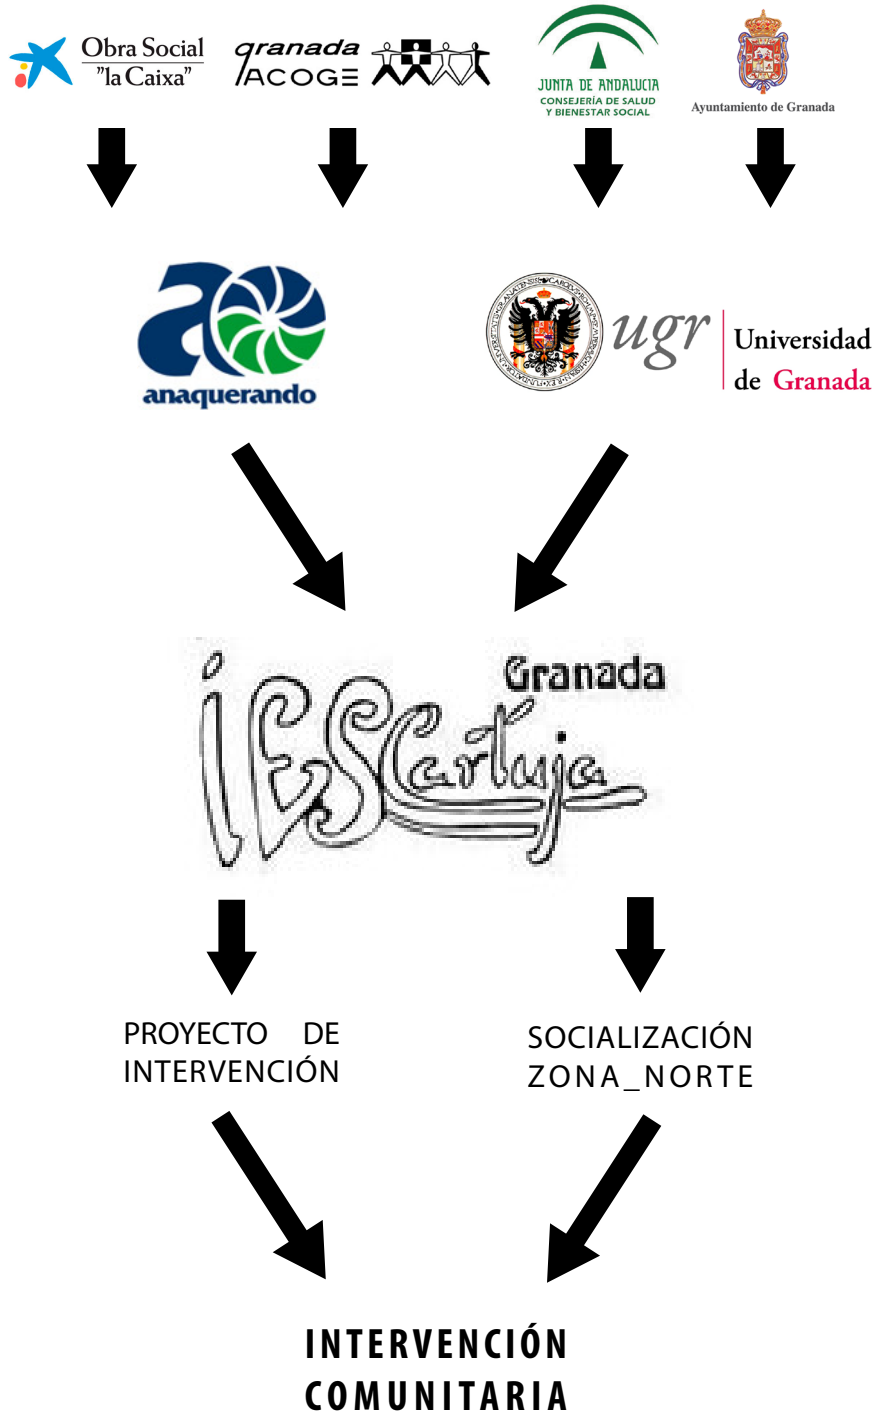 Obra Social
"la Caixa"
granada
ACOGE
JUNTA DE ANDALUCIA
CONSEJERÍA DE SALUD
Y BIENESTAR SOCIAL
Ayuntamiento de Granada
ae
anaquerando
ugr
Universidad
de Granada
Granada
iES Cartuja
PROYECTO DE
INTERVENCIÓN
SOCIALIZACIÓN
ZONA_NORTE
INTERVENCIÓN
COMUNITARIA